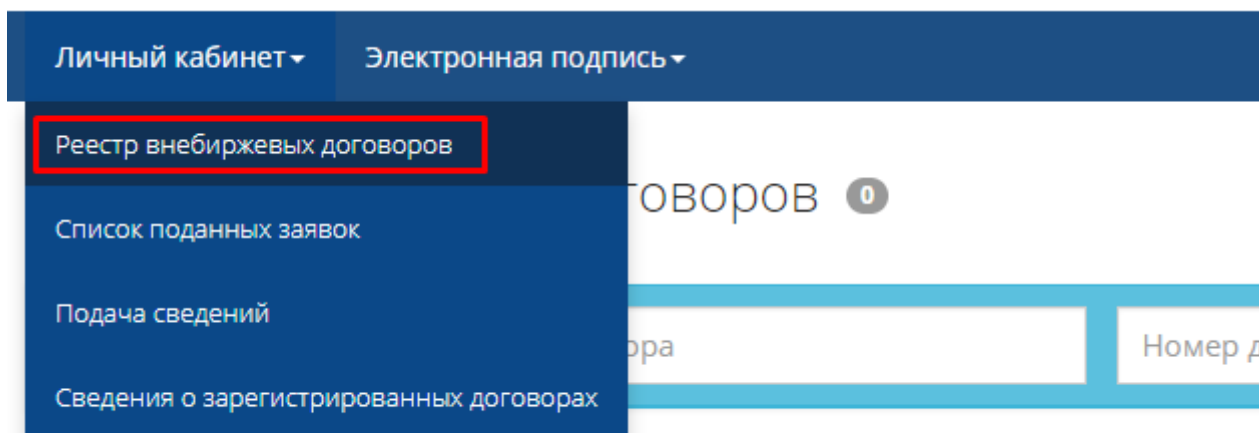 Личный кабинет Электронная подпись
Реестр внебиржевых договоров
говоров 0
Список поданных заявок
Подача сведений
ора Номер д
Сведения о зарегистрированных договорах